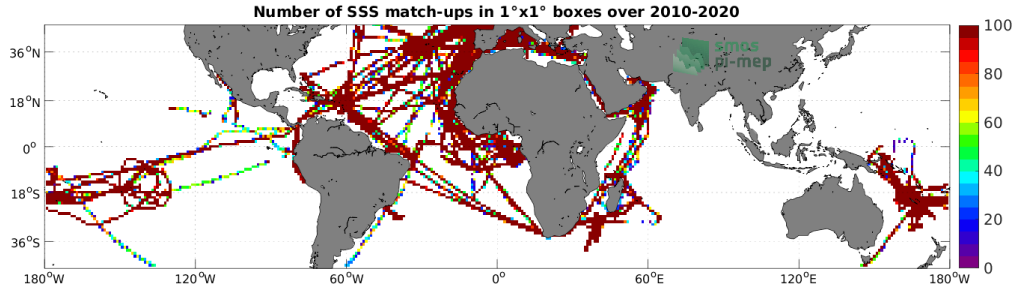 Number of SSS match-ups in 1°x1° boxes over 2010-2020
smos
pi-mep
36°N
18°N
0°
18°S
36°S
180°W
120°W
60°W
0°
60°E
120°E
180°W
100
80
60
40
20
0